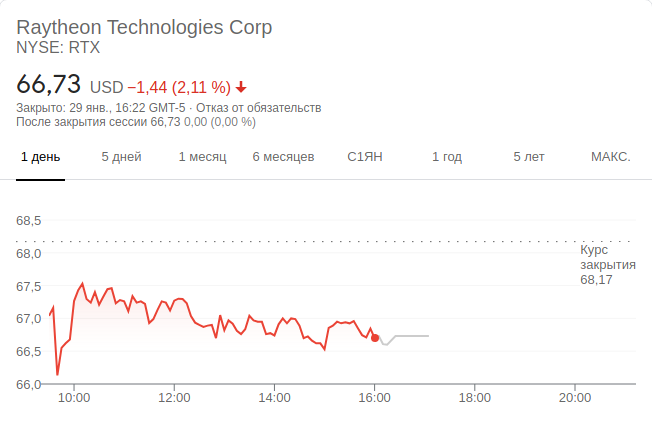 Raytheon Technologies Corp
NYSE: RTX
66,73 USD −1,44 (2,11 %)
Закрыто: 29 янв., 16:22 GMT-5 · Отказ от обязательств
После закрытия сессии 66,73 0,00 (0,00 %)
1 день 5 дней 1 месяц 6 месяцев С1ЯН 1 год 5 лет МАКС.
68,5
68,0
67,5
67,0
66,5
66,0
Курс
закрытия
68,17
10:00 12:00 14:00 16:00 18:00 20:00